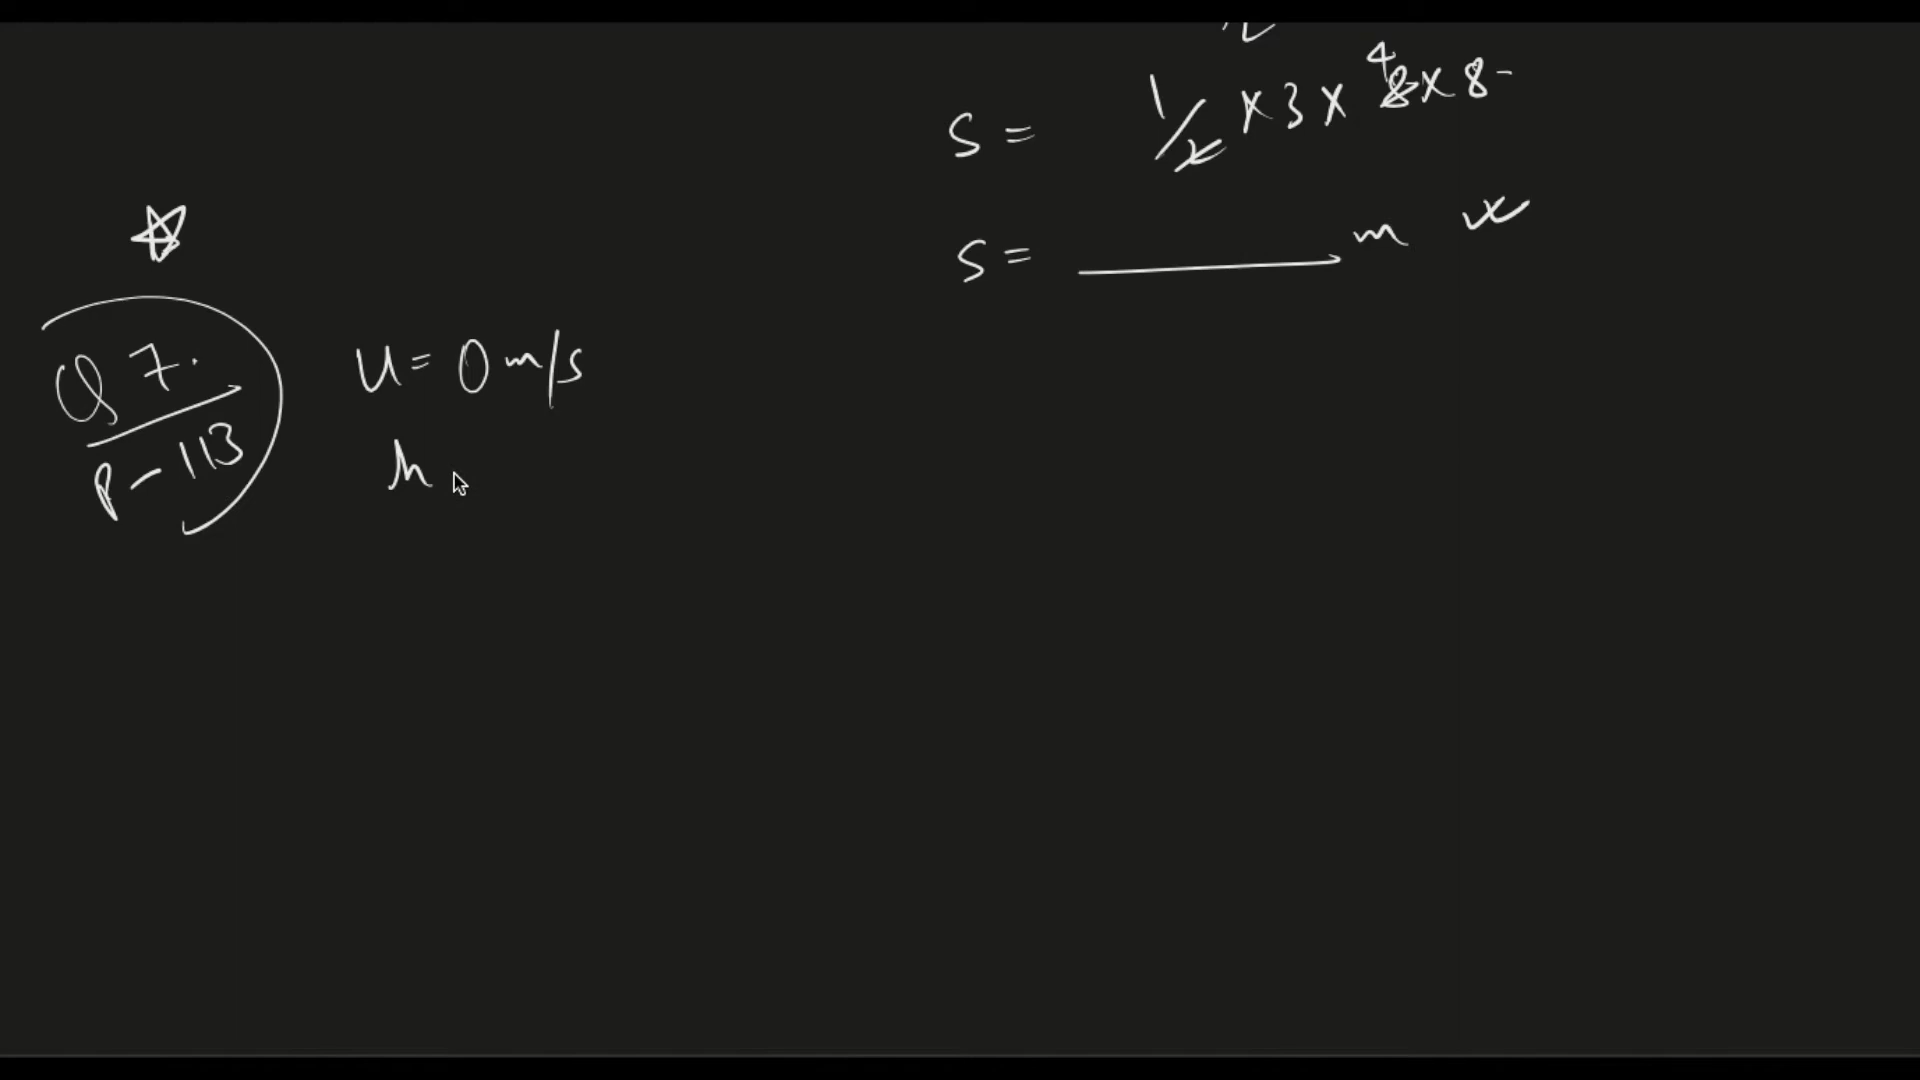 S = 1/2 × 3 × 8 4 × 8
S = ______ m
Q 7.
P - 113
u = 0 m/s
h